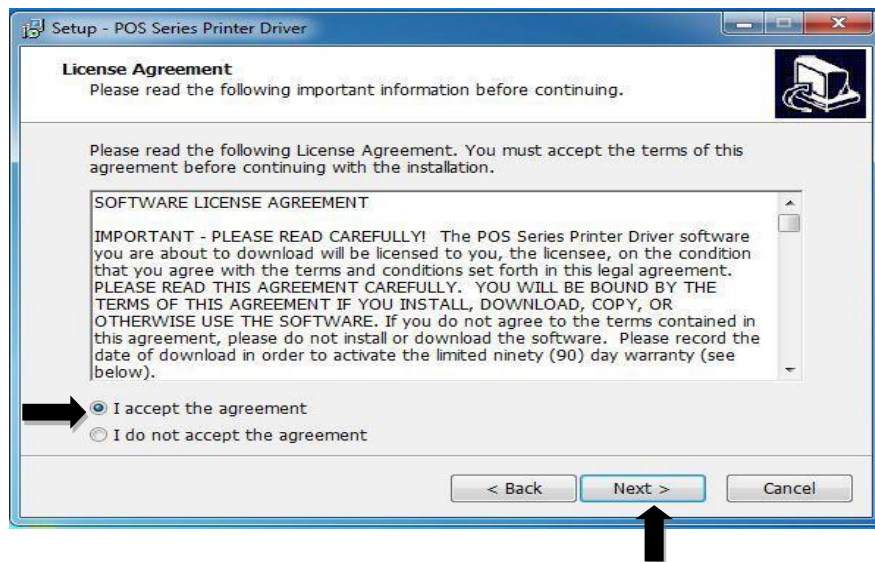 Setup - POS Series Printer Driver
License Agreement
Please read the following important information before continuing.
Please read the following License Agreement. You must accept the terms of this
agreement before continuing with the installation.
SOFTWARE LICENSE AGREEMENT
IMPORTANT - PLEASE READ CAREFULLY!  The POS Series Printer Driver software
you are about to download will be licensed to you, the licensee, on the condition
that you agree with the terms and conditions set forth in this legal agreement.
PLEASE READ THIS AGREEMENT CAREFULLY.  YOU WILL BE BOUND BY THE
TERMS OF THIS AGREEMENT IF YOU INSTALL, DOWNLOAD, COPY, OR
OTHERWISE USE THE SOFTWARE. If you do not agree to the terms contained in
this agreement, please do not install or download the software.  Please record the
date of download in order to activate the limited ninety (90) day warranty (see
below).
I accept the agreement
I do not accept the agreement
< Back
Next >
Cancel